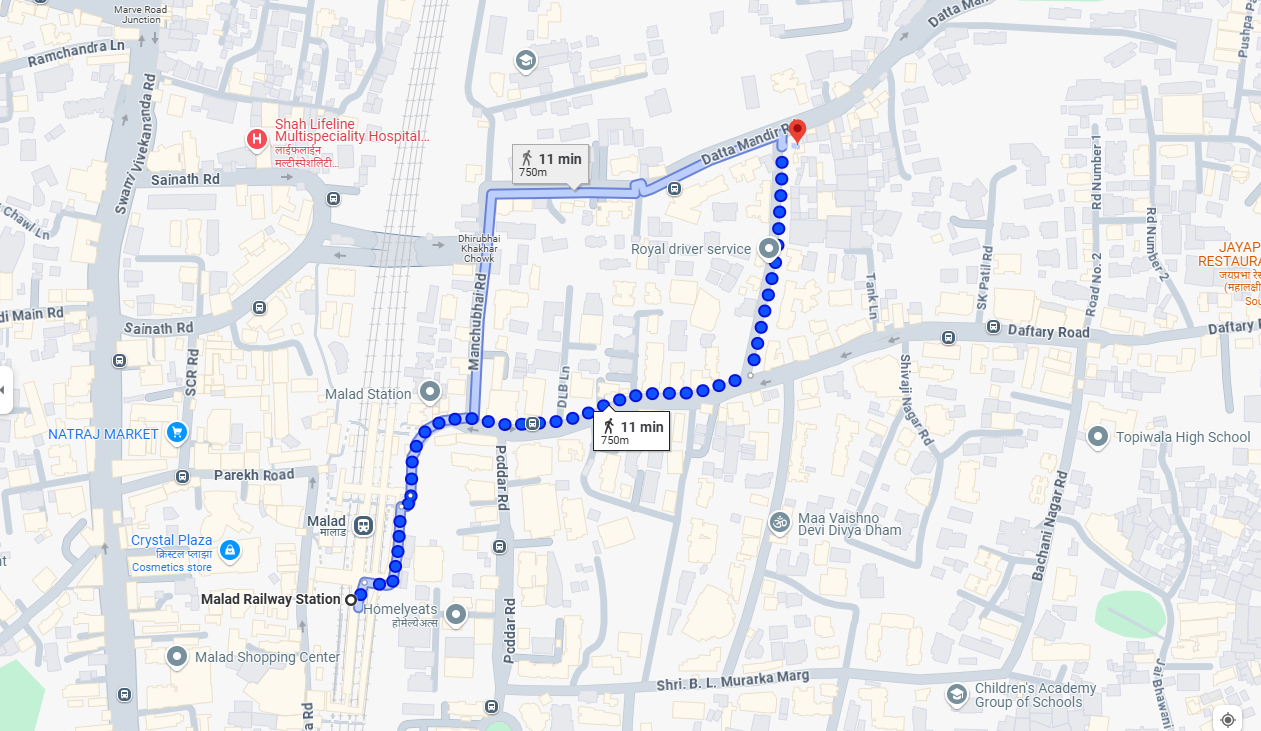 Marve Road
Junction
Ramchandra Ln
Datta Mandir
Pushpa Pa
Swami Vivekananda Rd
Shah Lifeline
Multispeciality Hospital...
लाईफलाईन
मल्टीस्पेशलिटी...
Sainath Rd
Chawl Ln
11 min
750m
Datta Mandir R
Rd Number 1
Rd Number 2
Road No. 2
Dhirubhai
Khakhar
Chowk
Royal driver service
JAYAP
RESTAURA
जयप्रभा रे
(महालक्ष्
Sou
SK Patil Rd
Tank Ln
di Main Rd
Sainath Rd
Daftary Road
Daftary
Manchubhai Rd
SCR Rd
DLB Ln
Shivaji Nagar Rd
Malad Station
11 min
750m
NATRAJ MARKET
Topiwala High School
Parekh Road
Poddar Rd
Malad
मालाड
Maa Vaishno
Devi Divya Dham
Bachani Nagar Rd
Crystal Plaza
क्रिस्टल प्लाझा
Cosmetics store
nt
Malad Railway Station
Homelyeats
होमेल्येअत्स
Poddar Rd
Malad Shopping Center
Shri. B. L. Murarka Marg
Jai Bhawani
Children's Academy
Group of Schools
a Rd